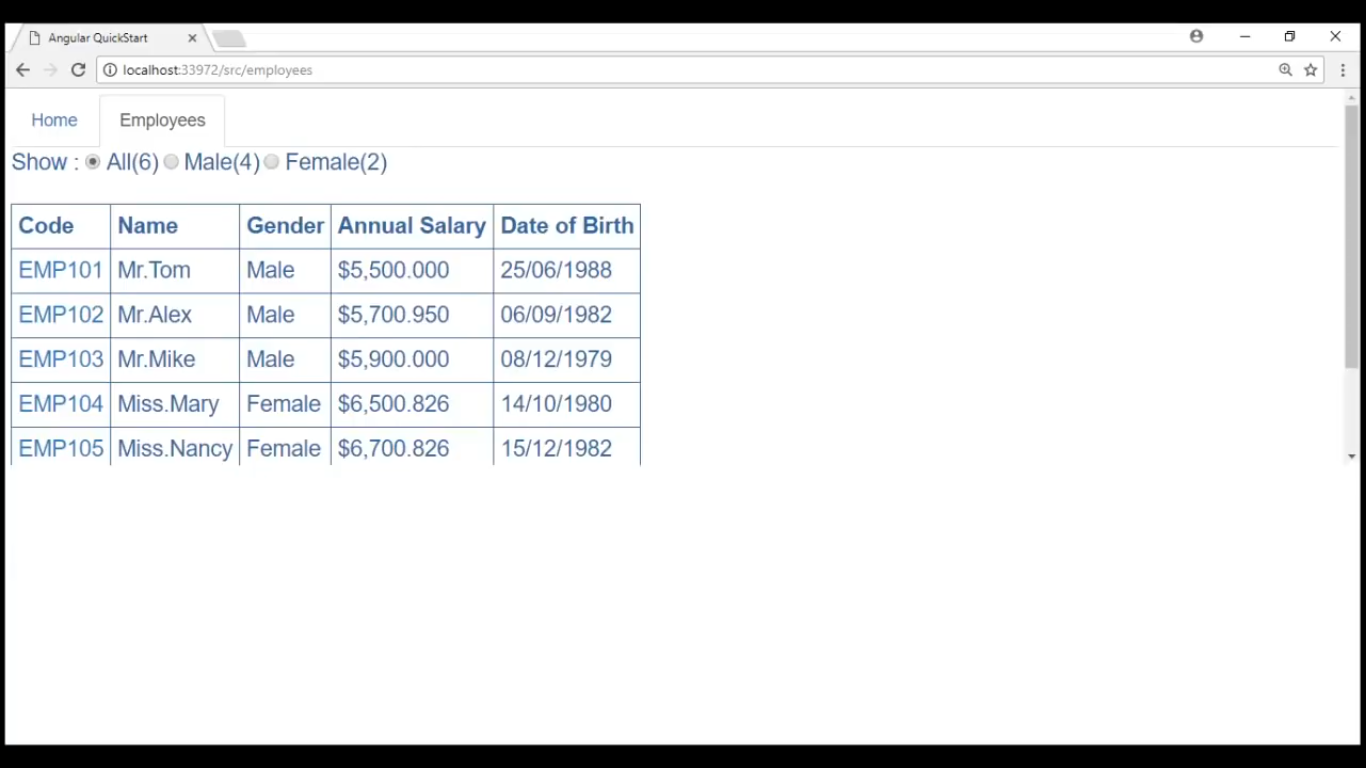 Angular QuickStart
localhost:33972/src/employees
Home Employees
Show : All(6) Male(4) Female(2)
Code Name Gender Annual Salary Date of Birth
EMP101 Mr.Tom Male $5,500.000 25/06/1988
EMP102 Mr.Alex Male $5,700.950 06/09/1982
EMP103 Mr.Mike Male $5,900.000 08/12/1979
EMP104 Miss.Mary Female $6,500.826 14/10/1980
EMP105 Miss.Nancy Female $6,700.826 15/12/1982